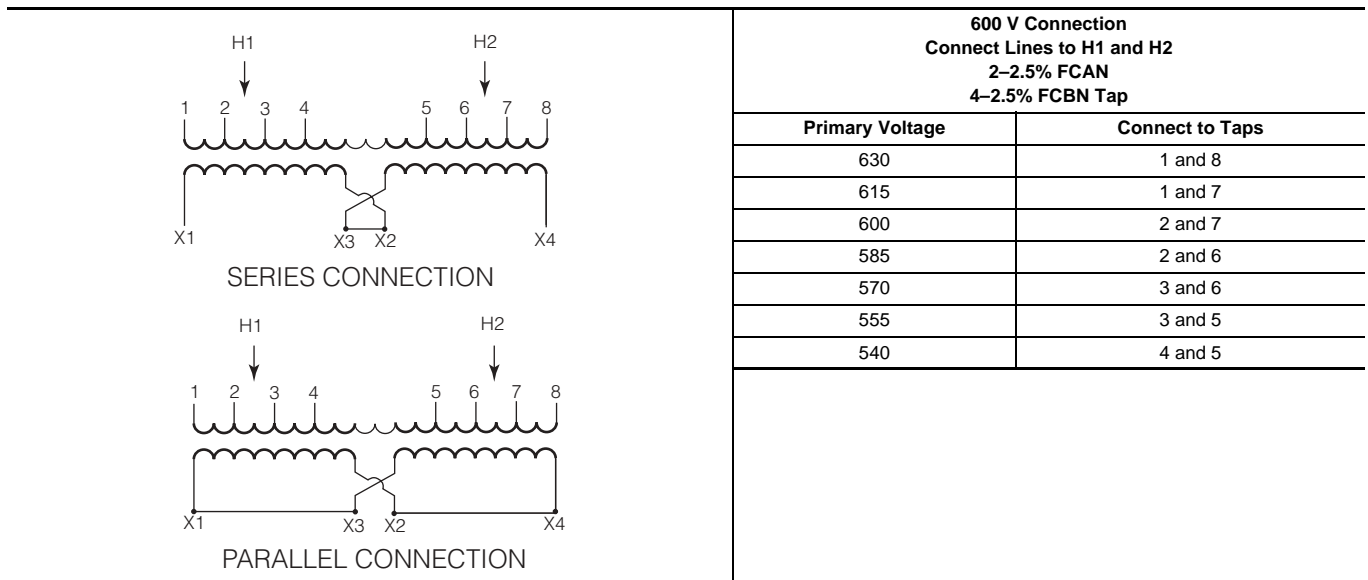 H1 H2
1 2 3 4 5 6 7 8
X1 X3 X2 X4
SERIES CONNECTION
H1 H2
1 2 3 4 5 6 7 8
X1 X3 X2 X4
PARALLEL CONNECTION
600 V Connection
Connect Lines to H1 and H2
2–2.5% FCAN
4–2.5% FCBN Tap
Primary Voltage Connect to Taps
630 1 and 8
615 1 and 7
600 2 and 7
585 2 and 6
570 3 and 6
555 3 and 5
540 4 and 5